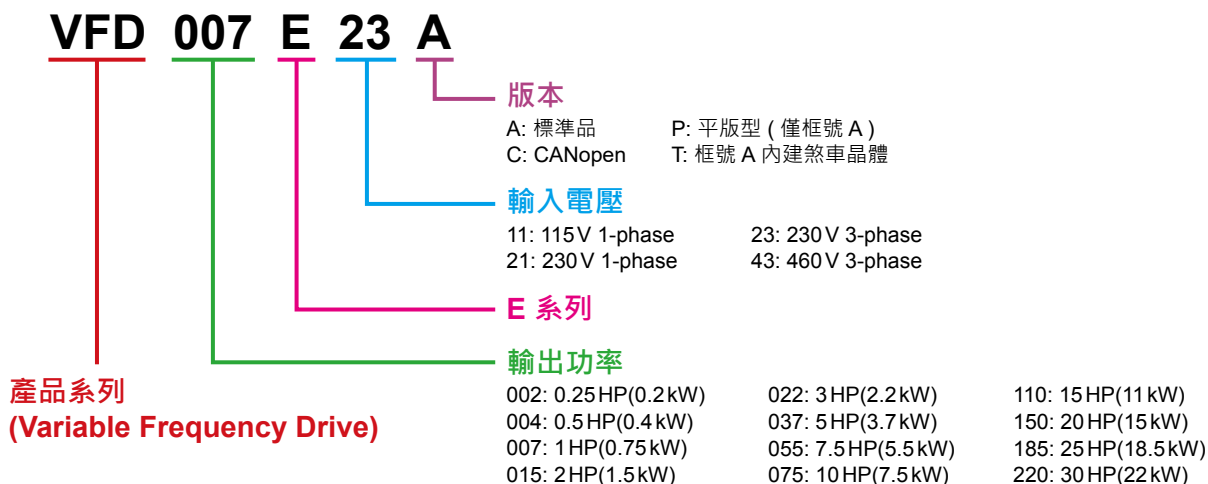 VFD 007 E 23 A
版本
A: 標準品 P: 平版型 ( 僅框號 A )
C: CANopen T: 框號 A 內建煞車晶體
輸入電壓
11: 115V 1-phase 23: 230V 3-phase
21: 230V 1-phase 43: 460V 3-phase
E 系列
輸出功率
002: 0.25HP(0.2kW) 022: 3HP(2.2kW) 110: 15HP(11kW)
004: 0.5HP(0.4kW) 037: 5HP(3.7kW) 150: 20HP(15kW)
007: 1HP(0.75kW) 055: 7.5HP(5.5kW) 185: 25HP(18.5kW)
015: 2HP(1.5kW) 075: 10HP(7.5kW) 220: 30HP(22kW)
產品系列
(Variable Frequency Drive)